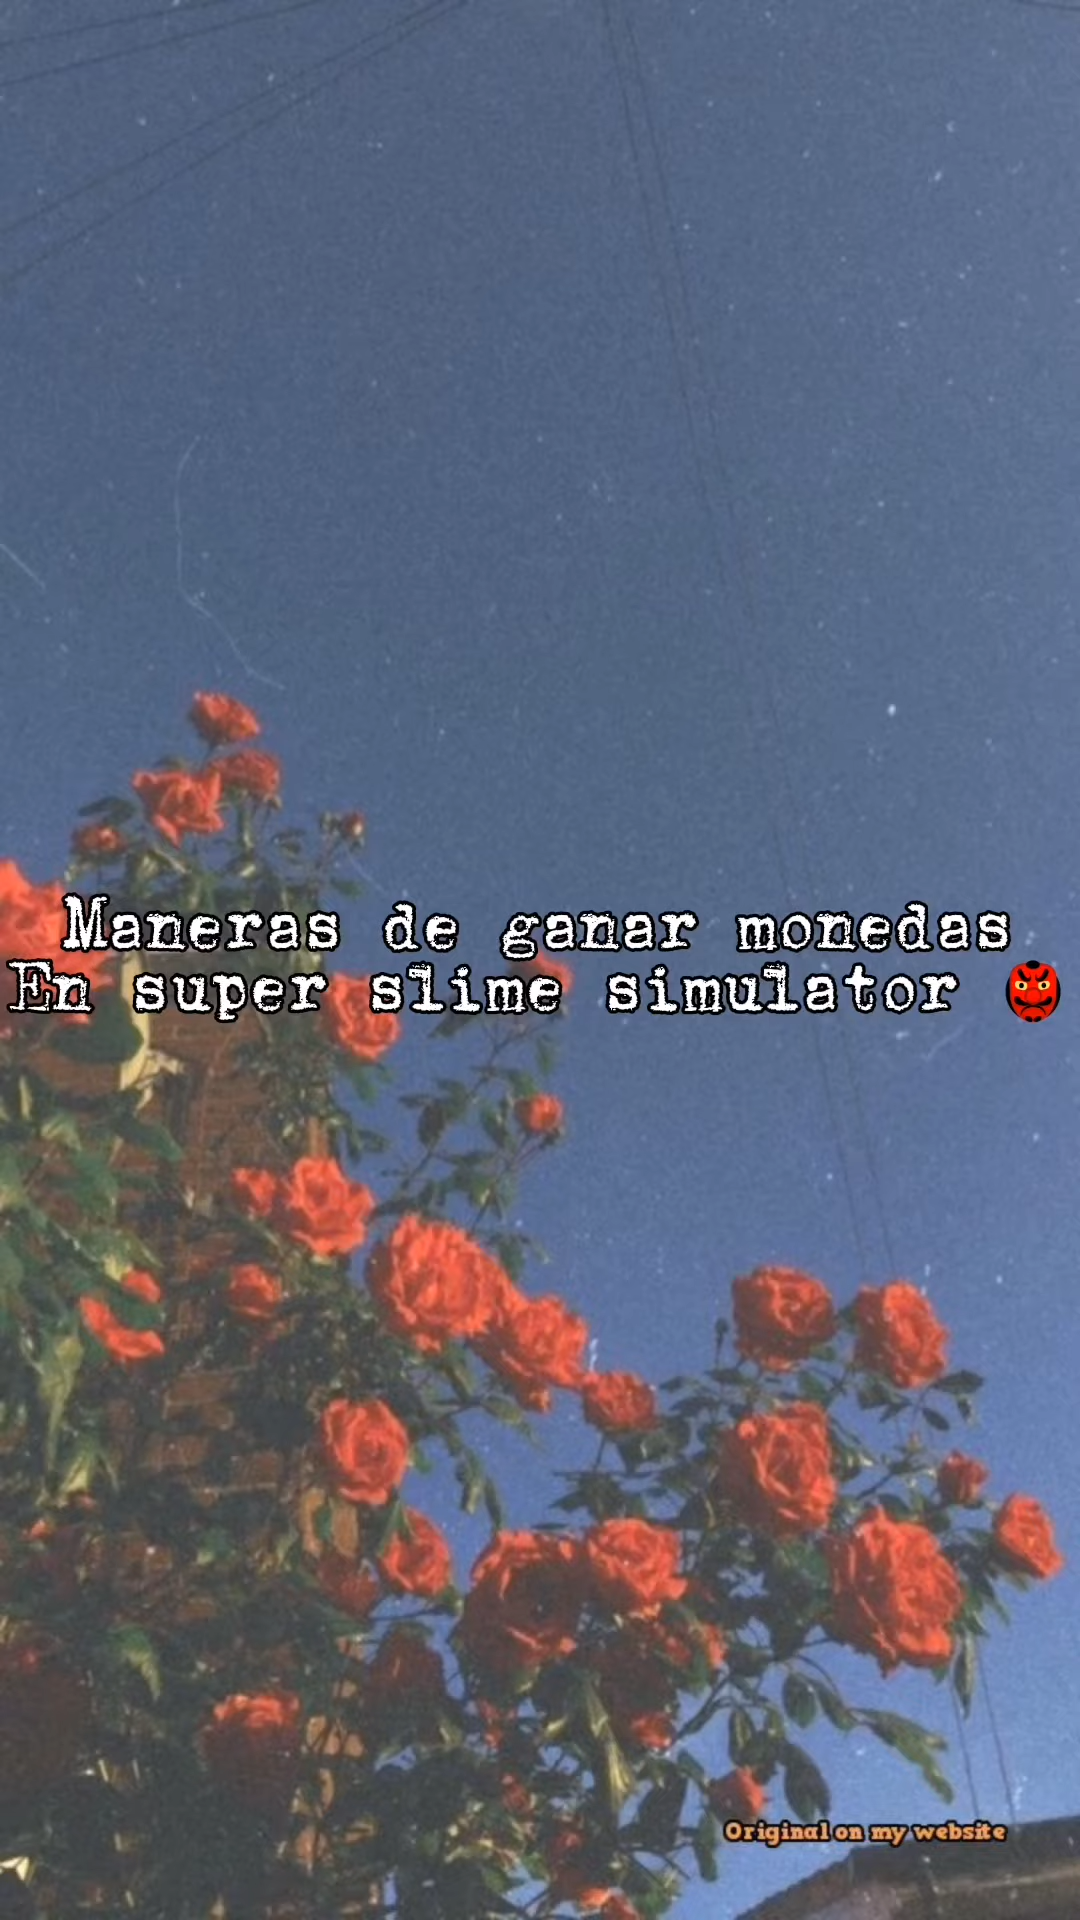 Maneras de ganar monedas
En super slime simulator 👺
Original on my website